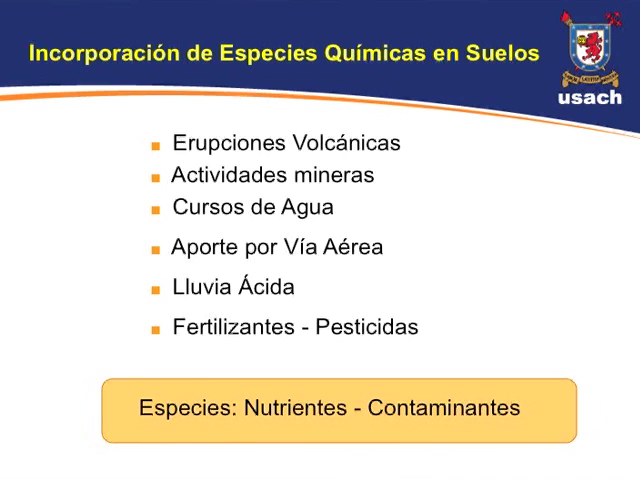 Incorporación de Especies Químicas en Suelos
usach
Erupciones Volcánicas
Actividades mineras
Cursos de Agua
Aporte por Vía Aérea
Lluvia Ácida
Fertilizantes - Pesticidas
Especies: Nutrientes - Contaminantes